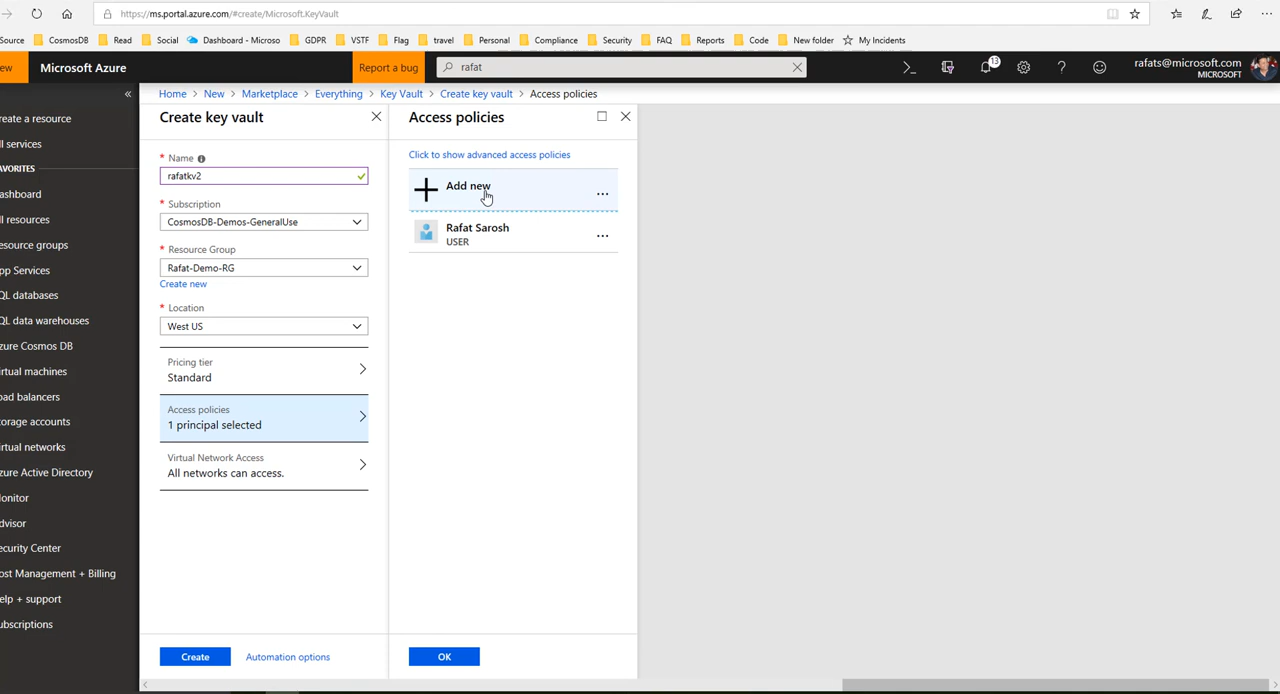 https://ms.portal.azure.com/#create/Microsoft.KeyVault
Source CosmosDB Read Social Dashboard - Microso GDPR VSTF Flag travel Personal Compliance Security FAQ Reports Code New folder My Incidents
ew Microsoft Azure Report a bug rafat 13 rafats@microsoft.com
MICROSOFT
« Home > New > Marketplace > Everything > Key Vault > Create key vault > Access policies
reate a resource
ll services
AVORITES
ashboard
ll resources
esource groups
pp Services
QL databases
QL data warehouses
zure Cosmos DB
irtual machines
oad balancers
torage accounts
irtual networks
zure Active Directory
onitor
dvisor
ecurity Center
ost Management + Billing
elp + support
ubscriptions
Create key vault
* Name
rafatkv2
* Subscription
CosmosDB-Demos-GeneralUse
* Resource Group
Rafat-Demo-RG
Create new
* Location
West US
Pricing tier
Standard
Access policies
1 principal selected
Virtual Network Access
All networks can access.
Create Automation options
Access policies
Click to show advanced access policies
Add new ...
Rafat Sarosh ...
USER
OK